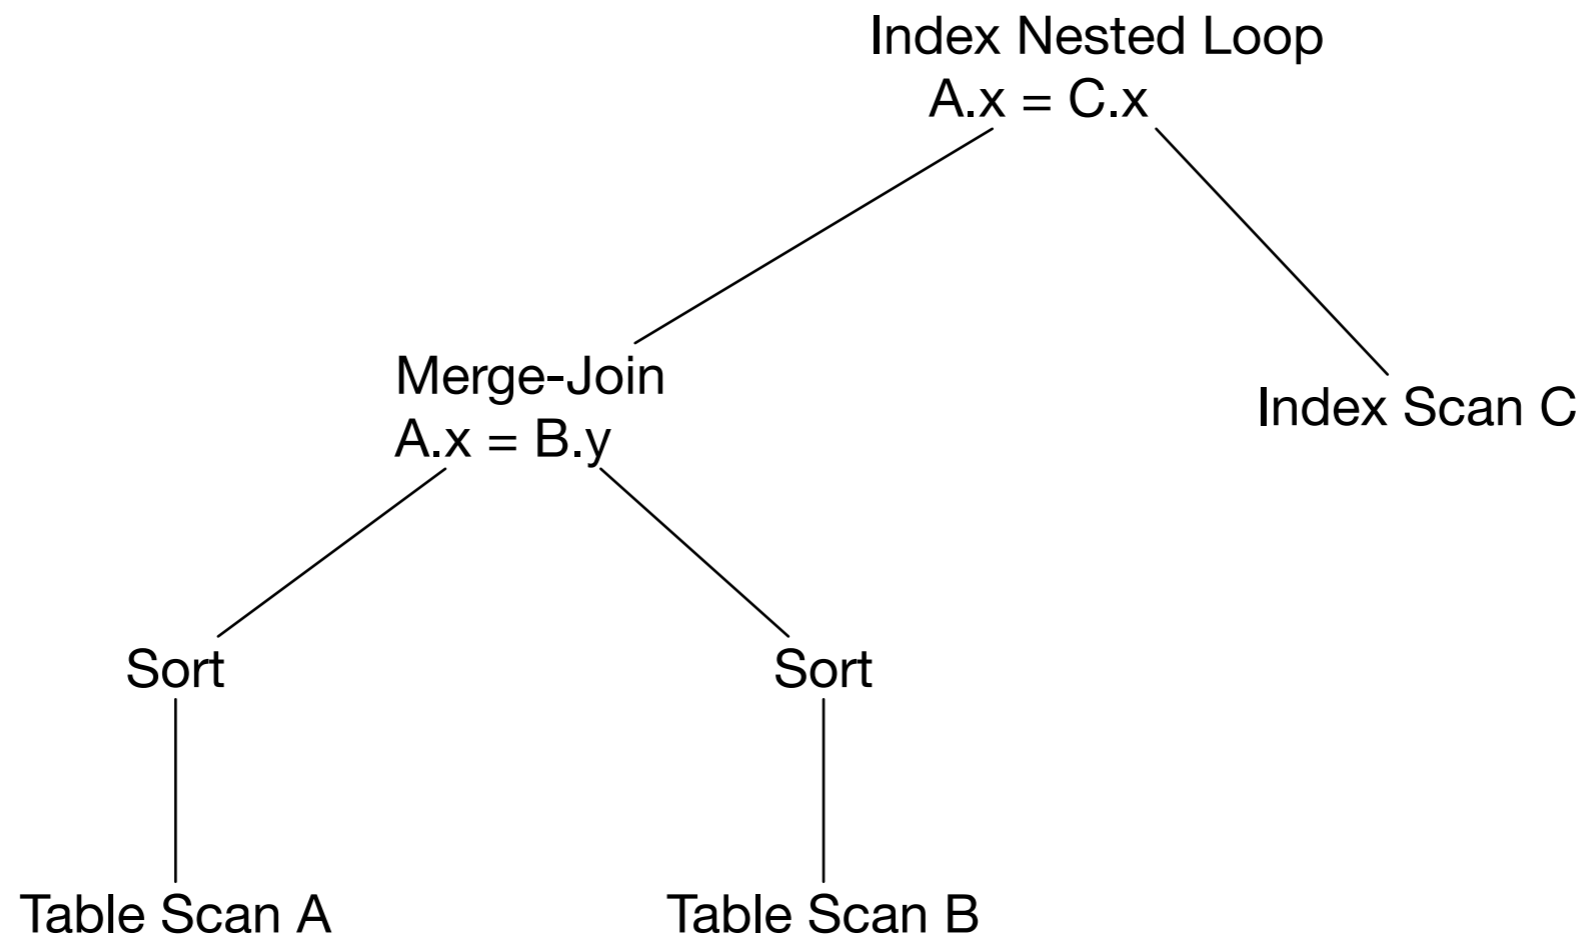 Index Nested Loop
A.x = C.x
Merge-Join
A.x = B.y
Index Scan C
Sort
Sort
Table Scan A
Table Scan B